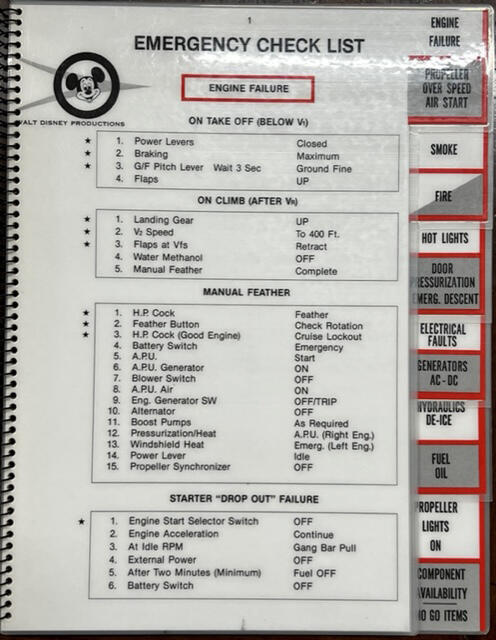 1
EMERGENCY CHECK LIST
WALT DISNEY PRODUCTIONS
ENGINE FAILURE
ON TAKE OFF (BELOW V1)
★ 1. Power Levers Closed
★ 2. Braking Maximum
★ 3. G/F Pitch Lever Wait 3 Sec Ground Fine
4. Flaps UP
ON CLIMB (AFTER VR)
★ 1. Landing Gear UP
★ 2. V2 Speed To 400 Ft.
★ 3. Flaps at Vfs Retract
4. Water Methanol OFF
5. Manual Feather Complete
MANUAL FEATHER
★ 1. H.P. Cock Feather
★ 2. Feather Button Check Rotation
★ 3. H.P. Cock (Good Engine) Cruise Lockout
4. Battery Switch Emergency
5. A.P.U. Start
6. A.P.U. Generator ON
7. Blower Switch OFF
8. A.P.U. Air ON
9. Eng. Generator SW OFF/TRIP
10. Alternator OFF
11. Boost Pumps As Required
12. Pressurization/Heat A.P.U. (Right Eng.)
13. Windshield Heat Emerg. (Left Eng.)
14. Power Lever Idle
15. Propeller Synchronizer OFF
STARTER "DROP OUT" FAILURE
★ 1. Engine Start Selector Switch OFF
2. Engine Acceleration Continue
3. At Idle RPM Gang Bar Pull
4. External Power OFF
5. After Two Minutes (Minimum) Fuel OFF
6. Battery Switch OFF
ENGINE
FAILURE
PROPELLER
OVER SPEED
AIR START
SMOKE
FIRE
HOT LIGHTS
DOOR
PRESSURIZATION
EMERG. DESCENT
ELECTRICAL
FAULTS
GENERATORS
AC-DC
HYDRAULICS
DE-ICE
FUEL
OIL
PROPELLER
LIGHTS
ON
COMPONENT
AVAILABILITY
NO GO ITEMS